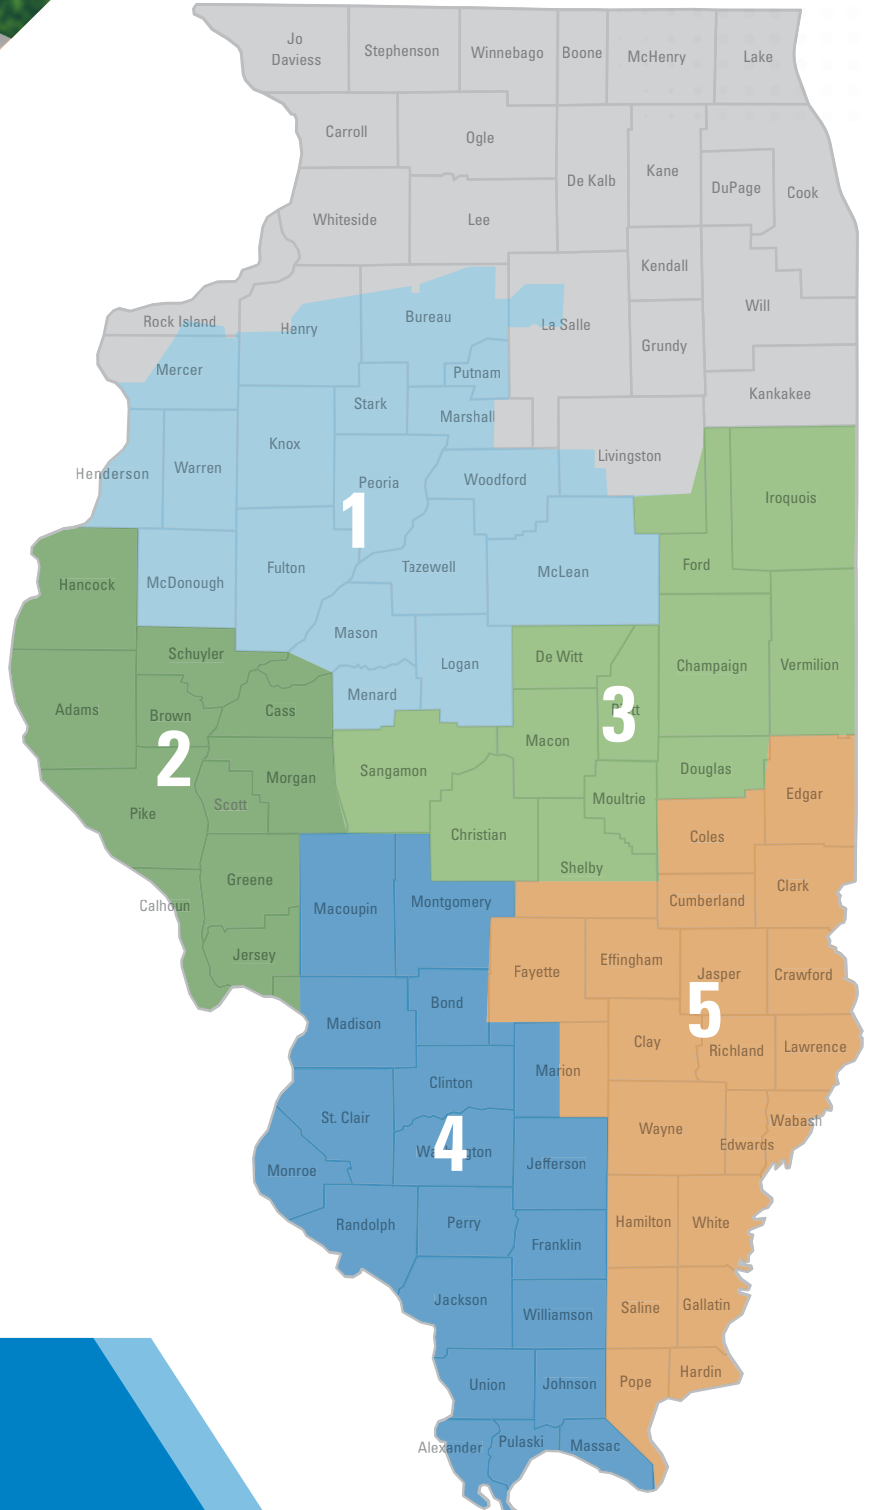 Jo
Daviess
Stephenson
Winnebago
Boone
McHenry
Lake
Carroll
Ogle
De Kalb
Kane
DuPage
Cook
Whiteside
Lee
Kendall
Will
Rock Island
Henry
Bureau
La Salle
Grundy
Mercer
Putnam
Kankakee
Stark
Marshall
Knox
Henderson
Warren
Peoria
Woodford
Livingston
Iroquois
1
Hancock
McDonough
Fulton
Tazewell
McLean
Ford
Mason
Schuyler
Logan
De Witt
Champaign
Vermilion
Menard
Adams
Brown
Cass
3
Macon
2
Morgan
Sangamon
Douglas
Edgar
Pike
Scott
Moultrie
Christian
Coles
Shelby
Greene
Clark
Calhoun
Macoupin
Montgomery
Cumberland
Jersey
Fayette
Effingham
Jasper
Crawford
Bond
5
Madison
Clay
Richland
Lawrence
Clinton
Marion
St. Clair
Wayne
Wabash
Edwards
4
Monroe
Jefferson
Randolph
Perry
Hamilton
White
Franklin
Jackson
Williamson
Saline
Gallatin
Union
Johnson
Pope
Hardin
Alexander
Pulaski
Massac